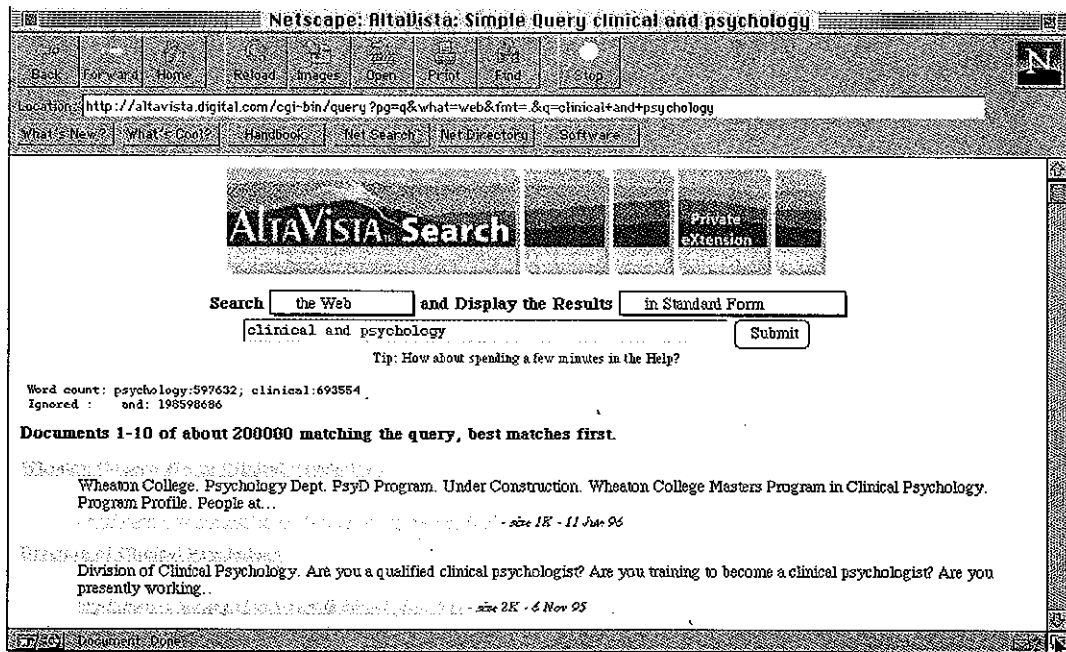 Netscape: AltaVista: Simple Query clinical and psychology
Back Forward Home Reload Images Open Print Find Stop
N
Location: http://altavista.digital.com/cgi-bin/query?pg=q&what=web&fmt=.&q=clinical+and+psychology
What's New? What's Cool? Handbook Net Search Net Directory Software
ALTAVISTA Search Private
eXtension
Search the Web and Display the Results in Standard Form
clinical and psychology Submit
Tip: How about spending a few minutes in the Help?
Word count: psychology:597632; clinical:693554
Ignored : and: 198598686
Documents 1-10 of about 200000 matching the query, best matches first.
Wheaton College. Psychology Dept. PsyD Program. Under Construction. Wheaton College Masters Program in Clinical Psychology.
Program Profile. People at...
- size 1K - 11 Jun 96
Division of Clinical Psychology
Division of Clinical Psychology. Are you a qualified clinical psychologist? Are you training to become a clinical psychologist? Are you
presently working..
- size 2K - 6 Nov 95
Document: Done.